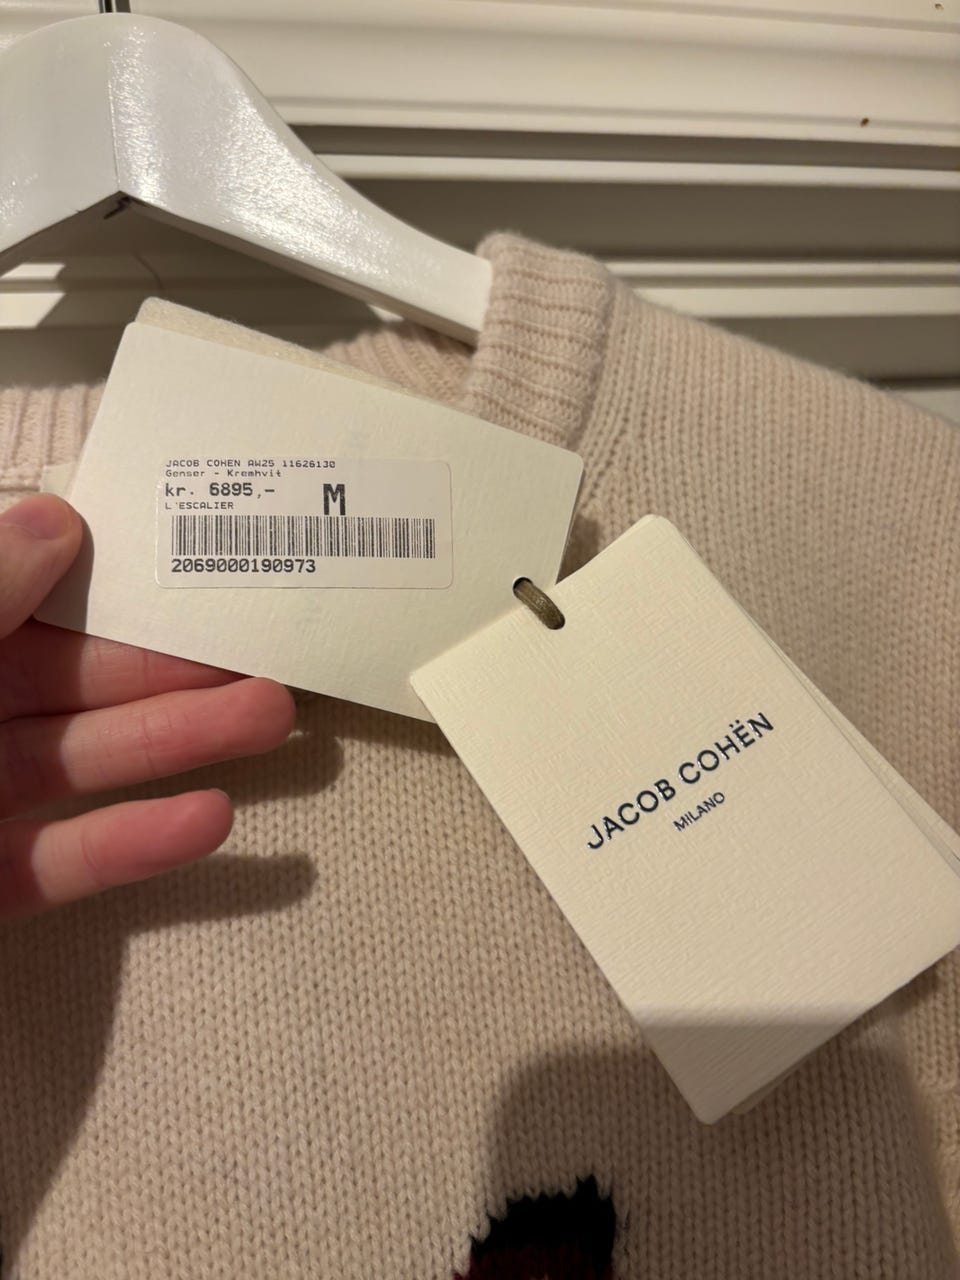 JACOB COHEN AW25 11626130
Genser - Kremhvit
kr. 6895,-
M
L'ESCALIER
2069000190973
JACOB COHËN
MILANO